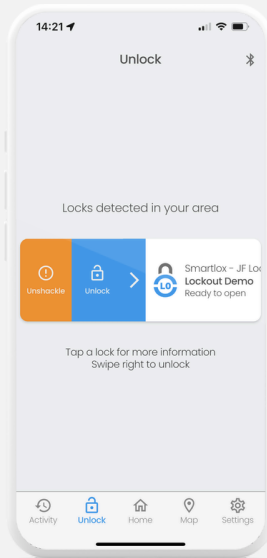 14:21
Unlock
Locks detected in your area
Unshackle
Unlock
LO
Smartlox - JF Loc
Lockout Demo
Ready to open
Tap a lock for more information
Swipe right to unlock
Activity
Unlock
Home
Map
Settings